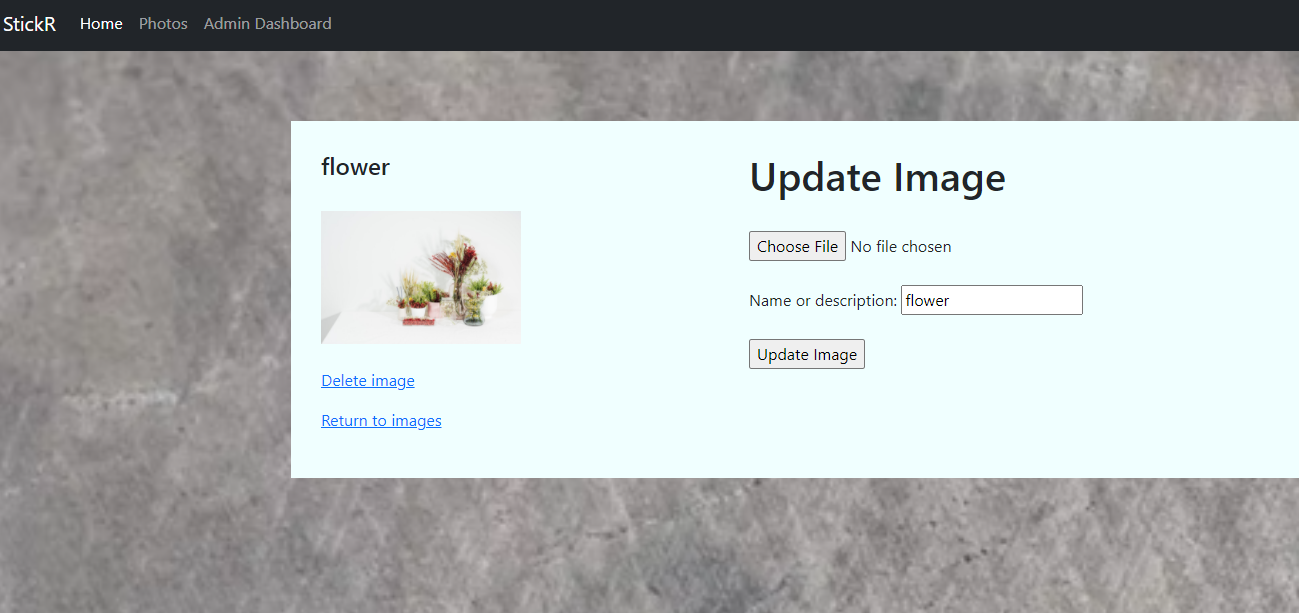 StickR Home Photos Admin Dashboard
flower
Delete image
Return to images
Update Image
Choose File No file chosen
Name or description: flower
Update Image